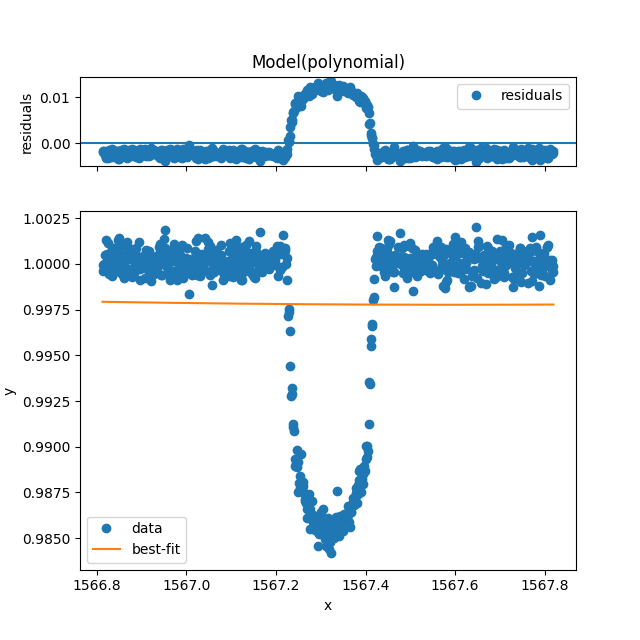 Model(polynomial)
residuals
0.01
0.00
residuals
1.0025
1.0000
0.9975
0.9950
0.9925
0.9900
0.9875
0.9850
y
data
best-fit
1566.8 1567.0 1567.2 1567.4 1567.6 1567.8
x